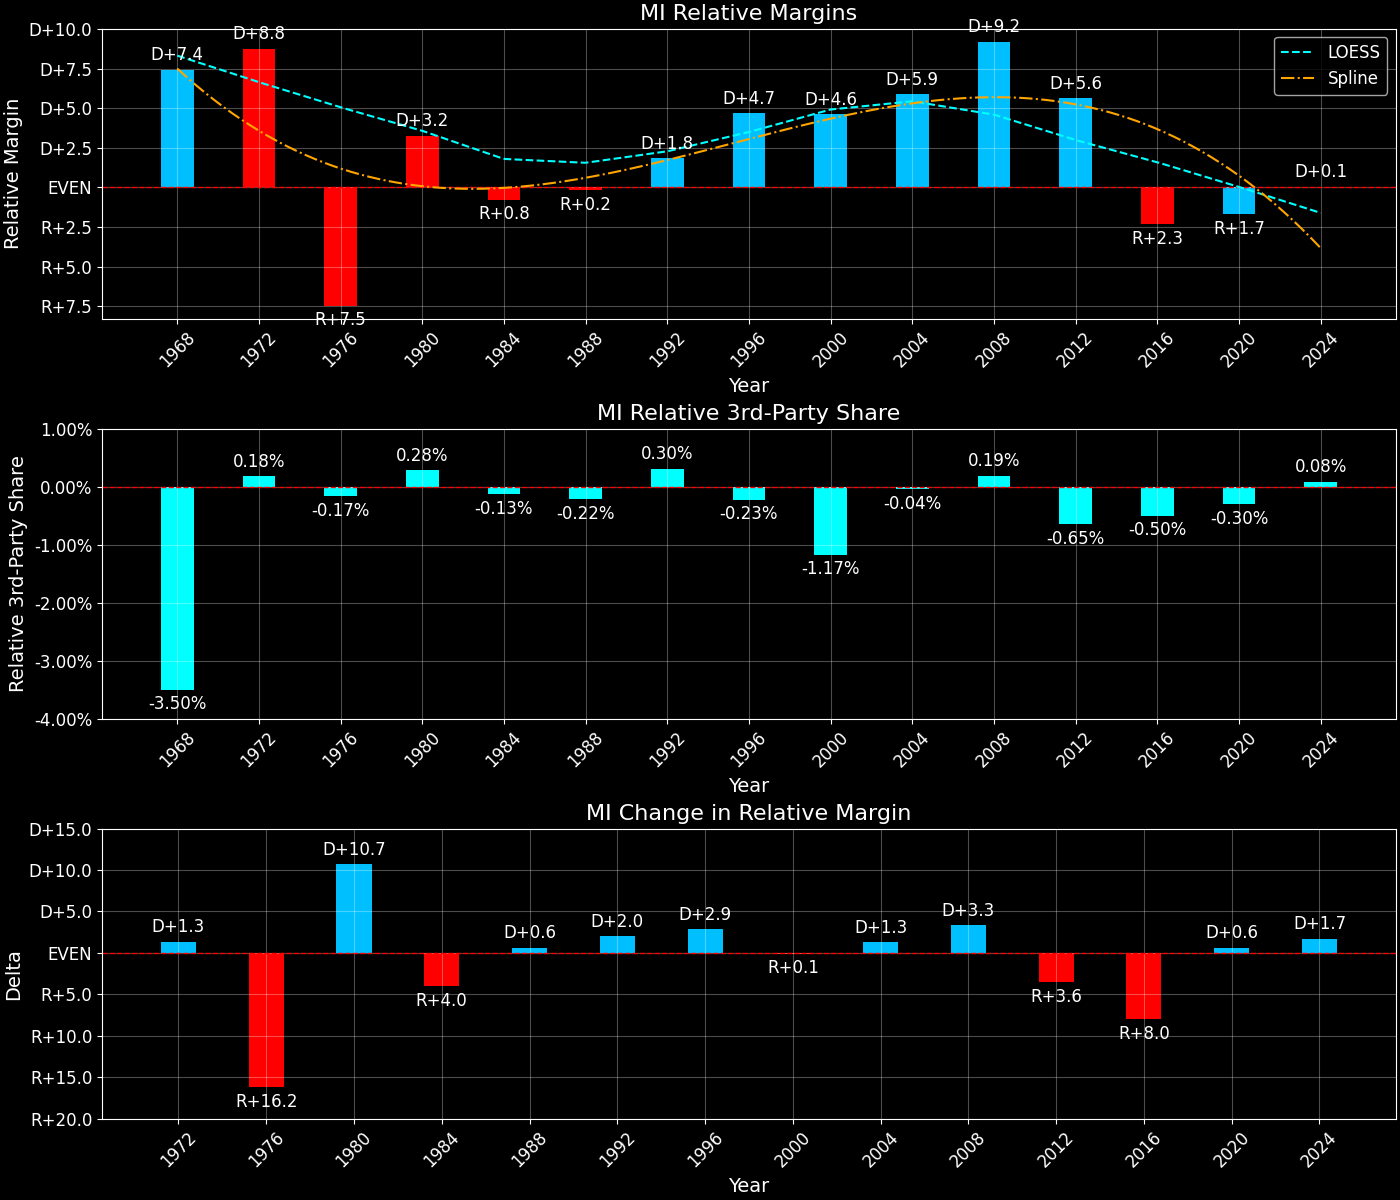 MI Relative Margins
Relative Margin
D+10.0
D+7.5
D+5.0
D+2.5
EVEN
R+2.5
R+5.0
R+7.5
D+7.4
D+8.8
R+7.5
D+3.2
R+0.8
R+0.2
D+1.8
D+4.7
D+4.6
D+5.9
D+9.2
D+5.6
R+2.3
R+1.7
D+0.1
LOESS
Spline
1968
1972
1976
1980
1984
1988
1992
1996
2000
2004
2008
2012
2016
2020
2024
Year
MI Relative 3rd-Party Share
Relative 3rd-Party Share
1.00%
0.00%
-1.00%
-2.00%
-3.00%
-4.00%
-3.50%
0.18%
-0.17%
0.28%
-0.13%
-0.22%
0.30%
-0.23%
-1.17%
-0.04%
0.19%
-0.65%
-0.50%
-0.30%
0.08%
1968
1972
1976
1980
1984
1988
1992
1996
2000
2004
2008
2012
2016
2020
2024
Year
MI Change in Relative Margin
Delta
D+15.0
D+10.0
D+5.0
EVEN
R+5.0
R+10.0
R+15.0
R+20.0
D+1.3
R+16.2
D+10.7
R+4.0
D+0.6
D+2.0
D+2.9
R+0.1
D+1.3
D+3.3
R+3.6
R+8.0
D+0.6
D+1.7
1972
1976
1980
1984
1988
1992
1996
2000
2004
2008
2012
2016
2020
2024
Year